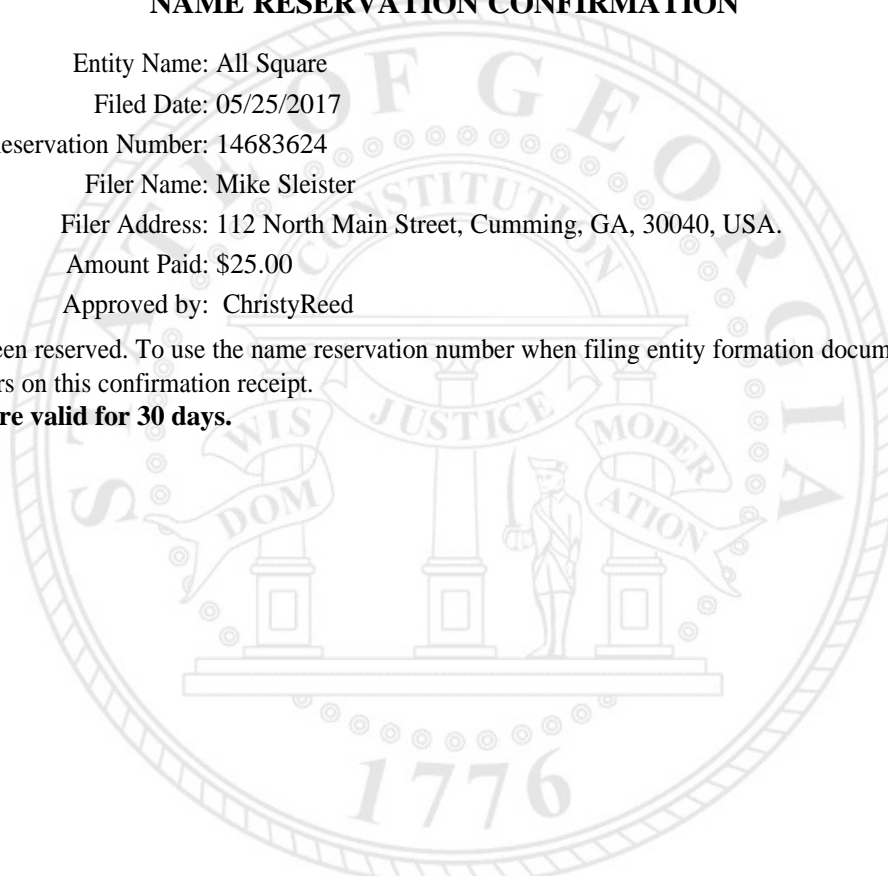 NAME RESERVATION CONFIRMATION
Entity Name: All Square
Filed Date: 05/25/2017
eservation Number: 14683624
Filer Name: Mike Sleister
Filer Address: 112 North Main Street, Cumming, GA, 30040, USA.
Amount Paid: $25.00
Approved by: ChristyReed
een reserved. To use the name reservation number when filing entity formation docum
rs on this confirmation receipt.
re valid for 30 days.
STATE OF GEORGIA
CONSTITUTION
WISDOM
JUSTICE
MODERATION
1776